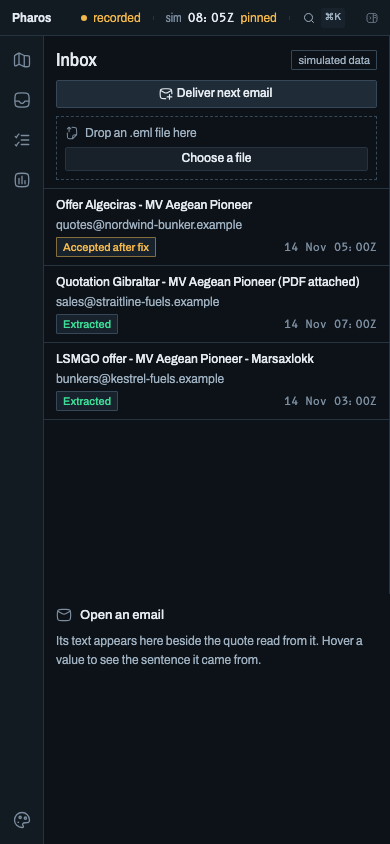 Pharos
recorded
sim 08:05Z pinned
⌘K
Inbox
simulated data
Deliver next email
Drop an .eml file here
Choose a file
Offer Algeciras - MV Aegean Pioneer
quotes@nordwind-bunker.example
Accepted after fix
14 Nov 05:00Z
Quotation Gibraltar - MV Aegean Pioneer (PDF attached)
sales@straitline-fuels.example
Extracted
14 Nov 07:00Z
LSMGO offer - MV Aegean Pioneer - Marsaxlokk
bunkers@kestrel-fuels.example
Extracted
14 Nov 03:00Z
Open an email
Its text appears here beside the quote read from it. Hover a
value to see the sentence it came from.